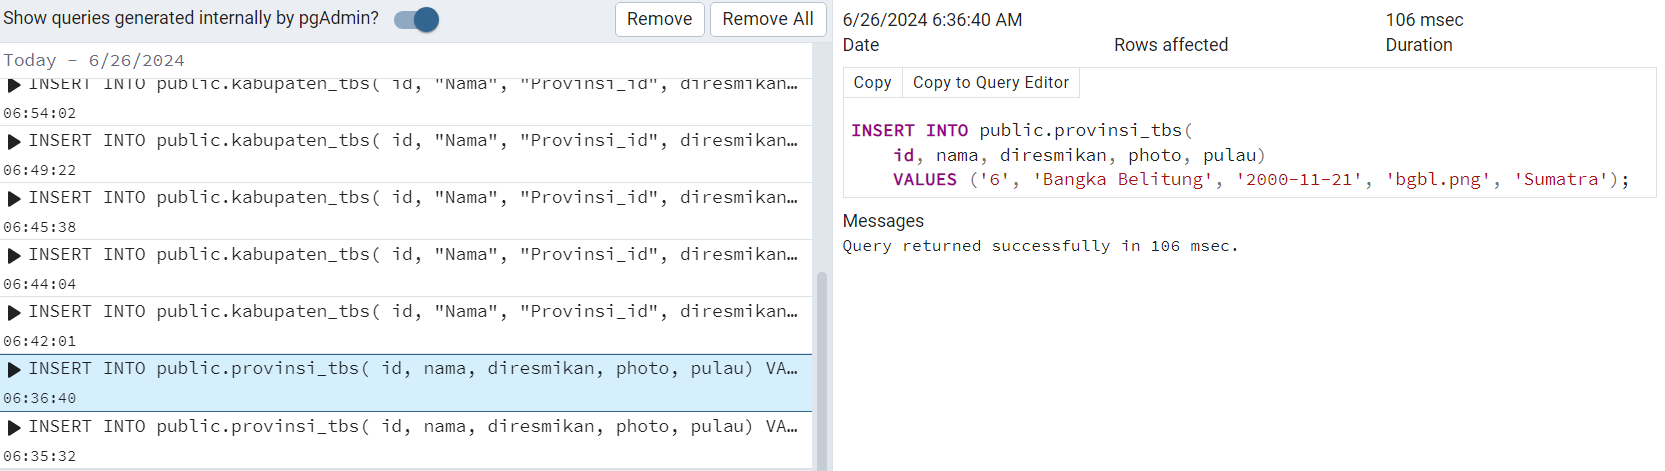 Show queries generated internally by pgAdmin?
Remove
Remove All
Today - 6/26/2024
INSERT INTO public.kabupaten_tbs( id, "Nama", "Provinsi_id", diresmikan…
06:54:02
INSERT INTO public.kabupaten_tbs( id, "Nama", "Provinsi_id", diresmikan…
06:49:22
INSERT INTO public.kabupaten_tbs( id, "Nama", "Provinsi_id", diresmikan…
06:45:38
INSERT INTO public.kabupaten_tbs( id, "Nama", "Provinsi_id", diresmikan…
06:44:04
INSERT INTO public.kabupaten_tbs( id, "Nama", "Provinsi_id", diresmikan…
06:42:01
INSERT INTO public.provinsi_tbs( id, nama, diresmikan, photo, pulau) VA…
06:36:40
INSERT INTO public.provinsi_tbs( id, nama, diresmikan, photo, pulau) VA…
06:35:32
6/26/2024 6:36:40 AM
106 msec
Date
Rows affected
Duration
Copy
Copy to Query Editor
INSERT INTO public.provinsi_tbs(
id, nama, diresmikan, photo, pulau)
VALUES ('6', 'Bangka Belitung', '2000-11-21', 'bgbl.png', 'Sumatra');
Messages
Query returned successfully in 106 msec.